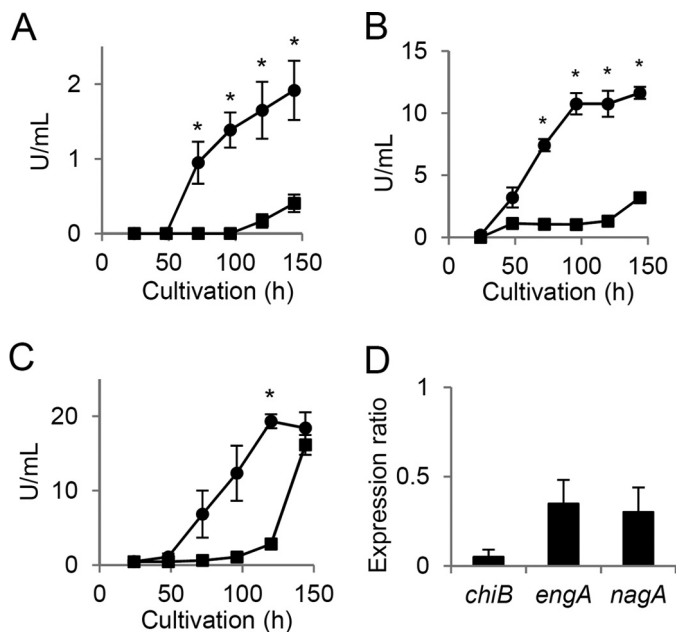 A
2
1
0
U/mL
* * * *
0 50 100 150
Cultivation (h)
B
15
10
5
0
U/mL
* * * *
0 50 100 150
Cultivation (h)
C
20
10
0
U/mL
*
0 50 100 150
Cultivation (h)
D
1
0.5
0
Expression ratio
chiB engA nagA